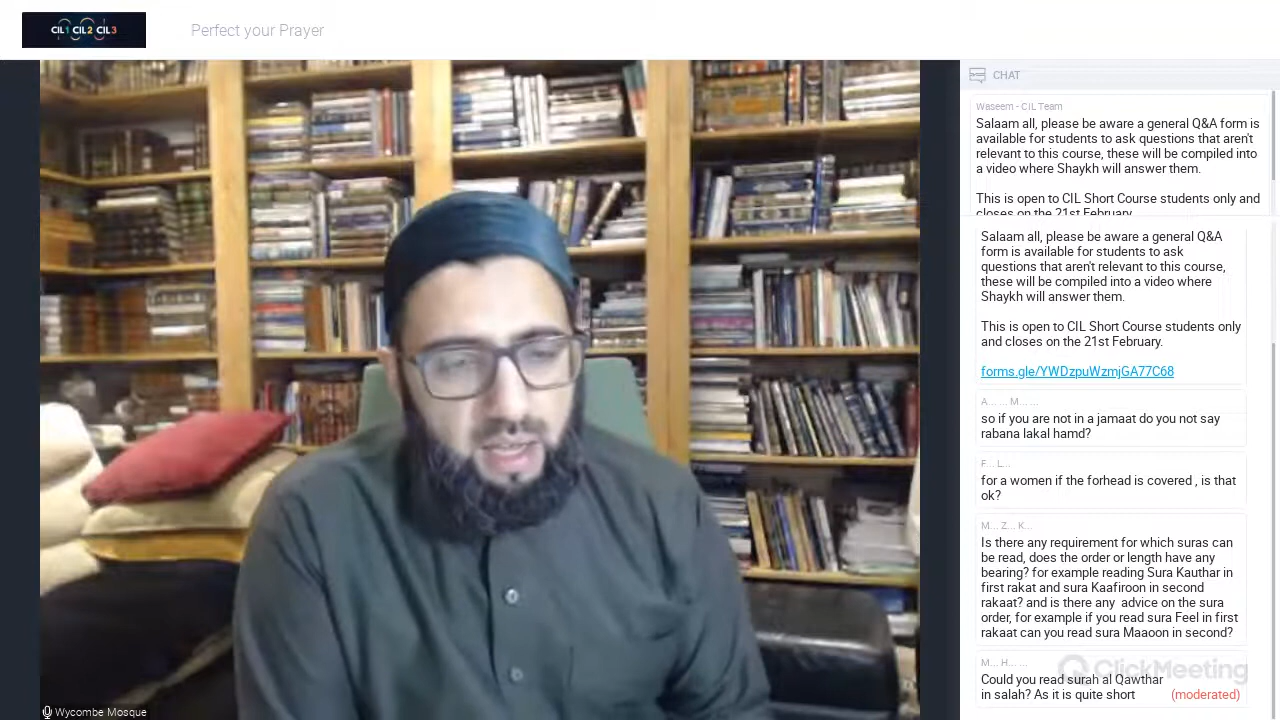 CIL1 CIL2 CIL3
Perfect your Prayer
CHAT
Waseem - CIL Team
Salaam all, please be aware a general Q&A form is
available for students to ask questions that aren't
relevant to this course, these will be compiled into
a video where Shaykh will answer them.
This is open to CIL Short Course students only and
closes on the 21st February.
Salaam all, please be aware a general Q&A
form is available for students to ask
questions that aren't relevant to this course,
these will be compiled into a video where
Shaykh will answer them.
This is open to CIL Short Course students only
and closes on the 21st February.
forms.gle/YWDzpuWzmjGA77C68
A... ... M... ...
so if you are not in a jamaat do you not say
rabana lakal hamd?
F... L...
for a women if the forhead is covered , is that
ok?
M... Z... K...
Is there any requirement for which suras can
be read, does the order or length have any
bearing? for example reading Sura Kauthar in
first rakat and sura Kaafiroon in second
rakaat? and is there any advice on the sura
order, for example if you read sura Feel in first
rakaat can you read sura Maaoon in second?
M... H... ...
ClickMeeting
Could you read surah al Qawthar
in salah? As it is quite short (moderated)
Wycombe Mosque